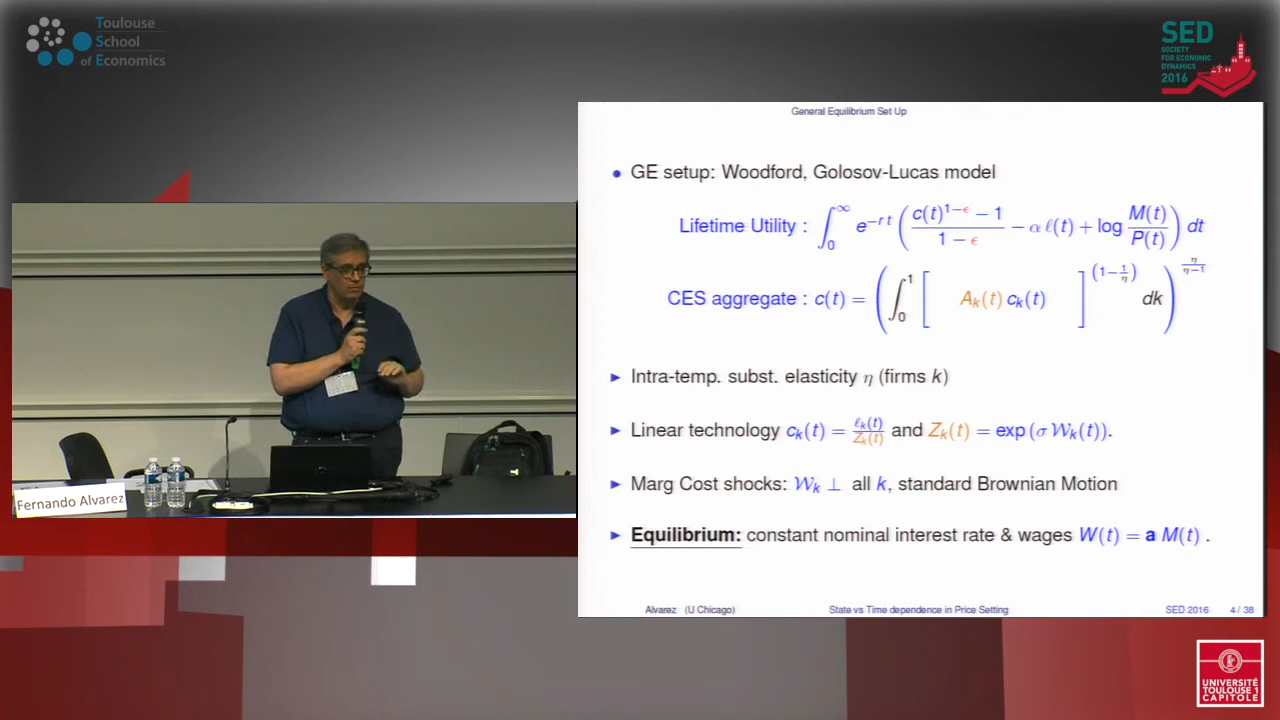 Toulouse
School
of Economics
SED
SOCIETY
FOR ECONOMIC
DYNAMICS
2016
General Equilibrium Set Up
• GE setup: Woodford, Golosov-Lucas model
Lifetime Utility : ∫₀^∞ e^{−r t} ( (c(t)^{1−ϵ} − 1)/(1 − ϵ) − α ℓ(t) + log M(t)/P(t) ) dt
CES aggregate : c(t) = ( ∫₀¹ [ A_k(t) c_k(t) ]^{(1−1/η)} dk )^{η/(η−1)}
► Intra-temp. subst. elasticity η (firms k)
► Linear technology c_k(t) = ℓ_k(t)/Z_k(t) and Z_k(t) = exp (σ W_k(t)).
► Marg Cost shocks: W_k ⊥ all k, standard Brownian Motion
► Equilibrium: constant nominal interest rate & wages W(t) = a M(t) .
Alvarez (U Chicago) State vs Time dependence in Price Setting SED 2016 4 / 38
Fernando Alvarez
UNIVERSITÉ
TOULOUSE 1
CAPITOLE